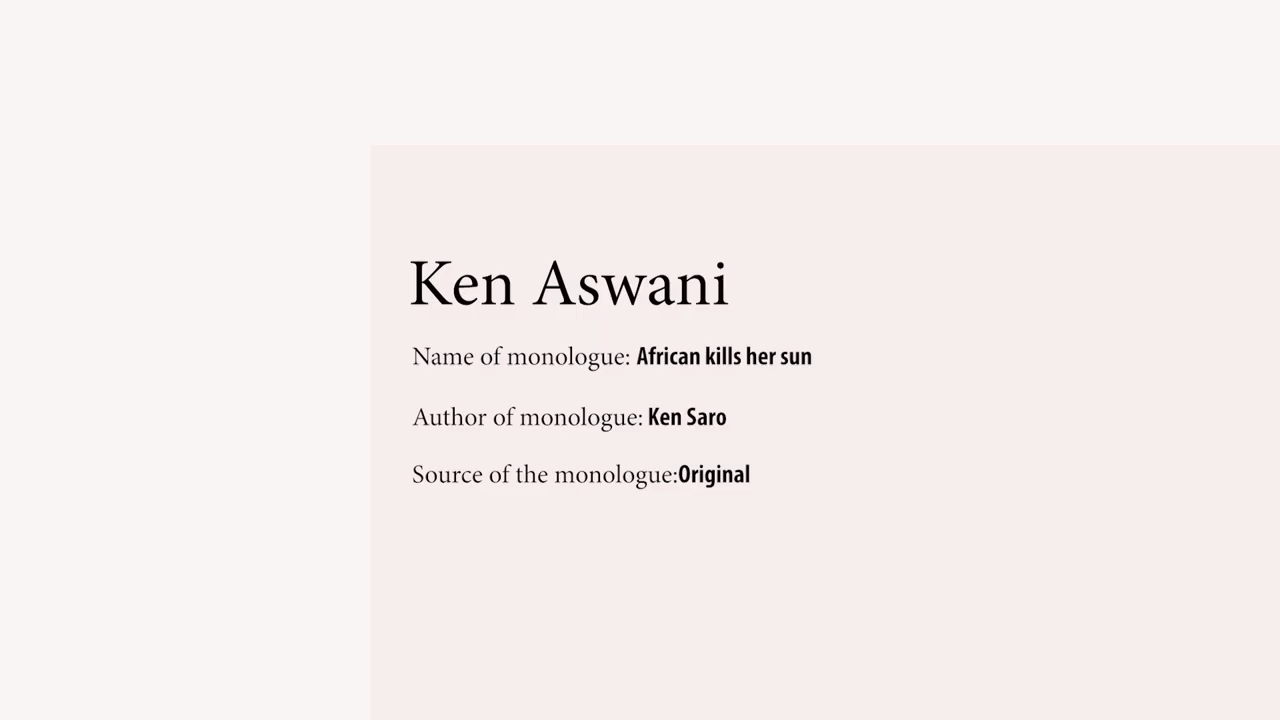 Ken Aswani
Name of monologue: African kills her sun
Author of monologue: Ken Saro
Source of the monologue:Original